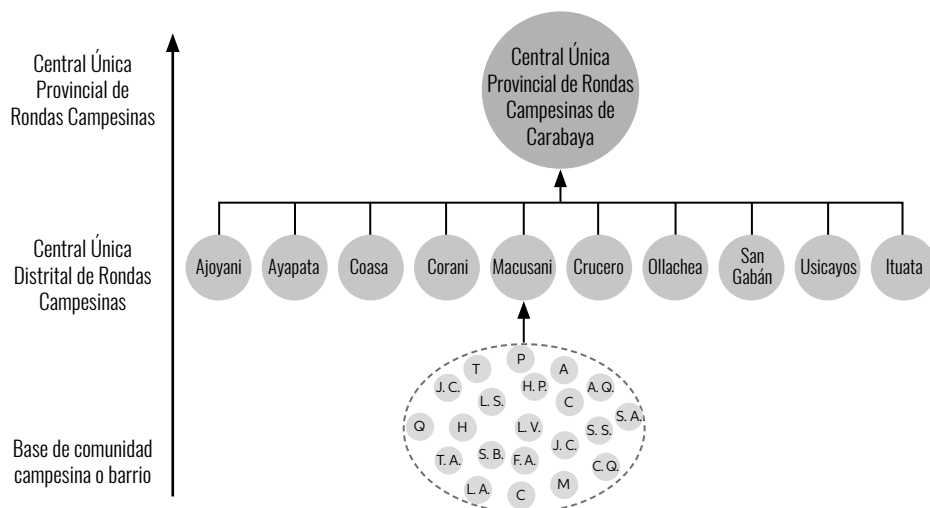 Central Única
Provincial de
Rondas Campesinas
Central Única
Provincial de Rondas
Campesinas de
Carabaya
Central Única
Distrital de Rondas
Campesinas
Ajoyani
Ayapata
Coasa
Corani
Macusani
Crucero
Ollachea
San
Gabán
Usicayos
Ituata
Base de comunidad
campesina o barrio
P
T
A
J. C.
H. P.
A. Q.
L. S.
C
S. A.
Q
H
L. V.
S. S.
J. C.
T. A.
S. B.
F. A.
C. Q.
L. A.
C
M